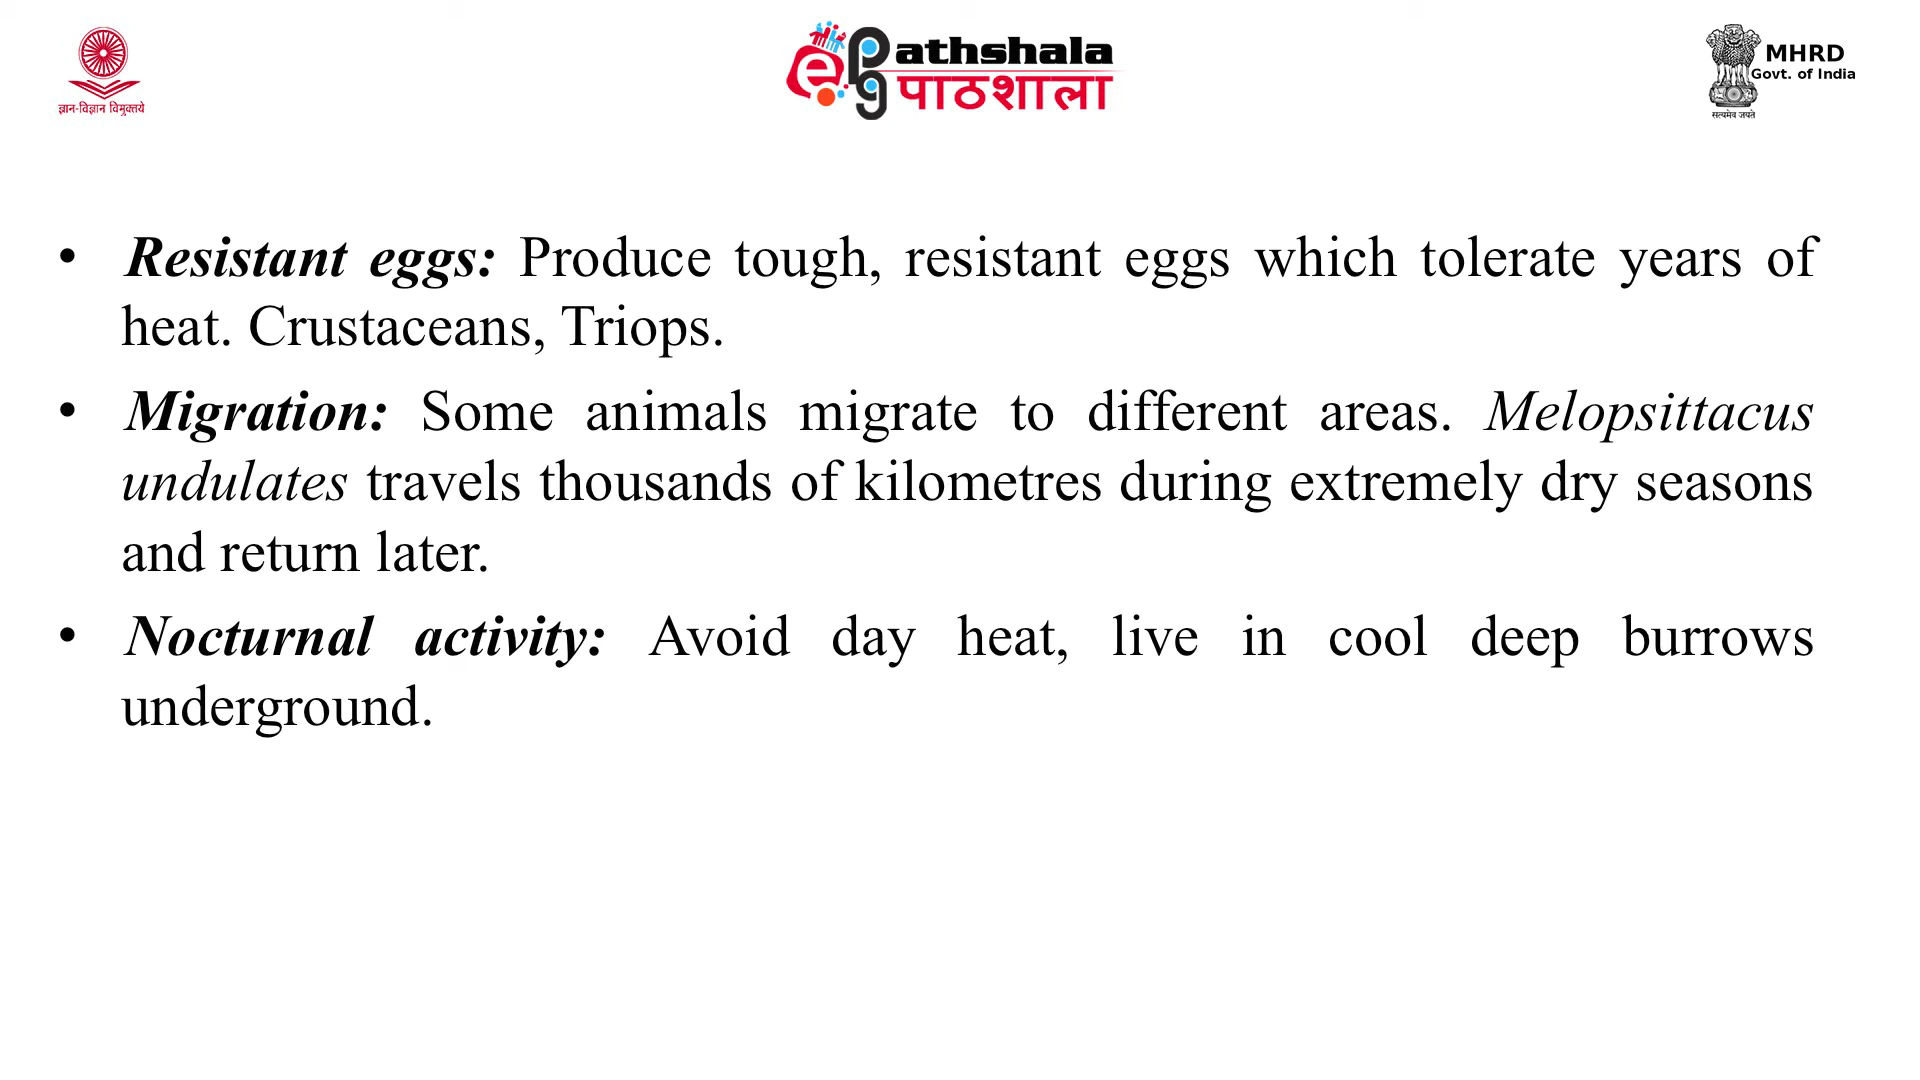 ज्ञान-विज्ञान विमुक्तये
athshala
पाठशाला
MHRD
Govt. of India
सत्यमेव जयते
• Resistant eggs: Produce tough, resistant eggs which tolerate years of
heat. Crustaceans, Triops.
• Migration: Some animals migrate to different areas. Melopsittacus
undulates travels thousands of kilometres during extremely dry seasons
and return later.
• Nocturnal activity: Avoid day heat, live in cool deep burrows
underground.